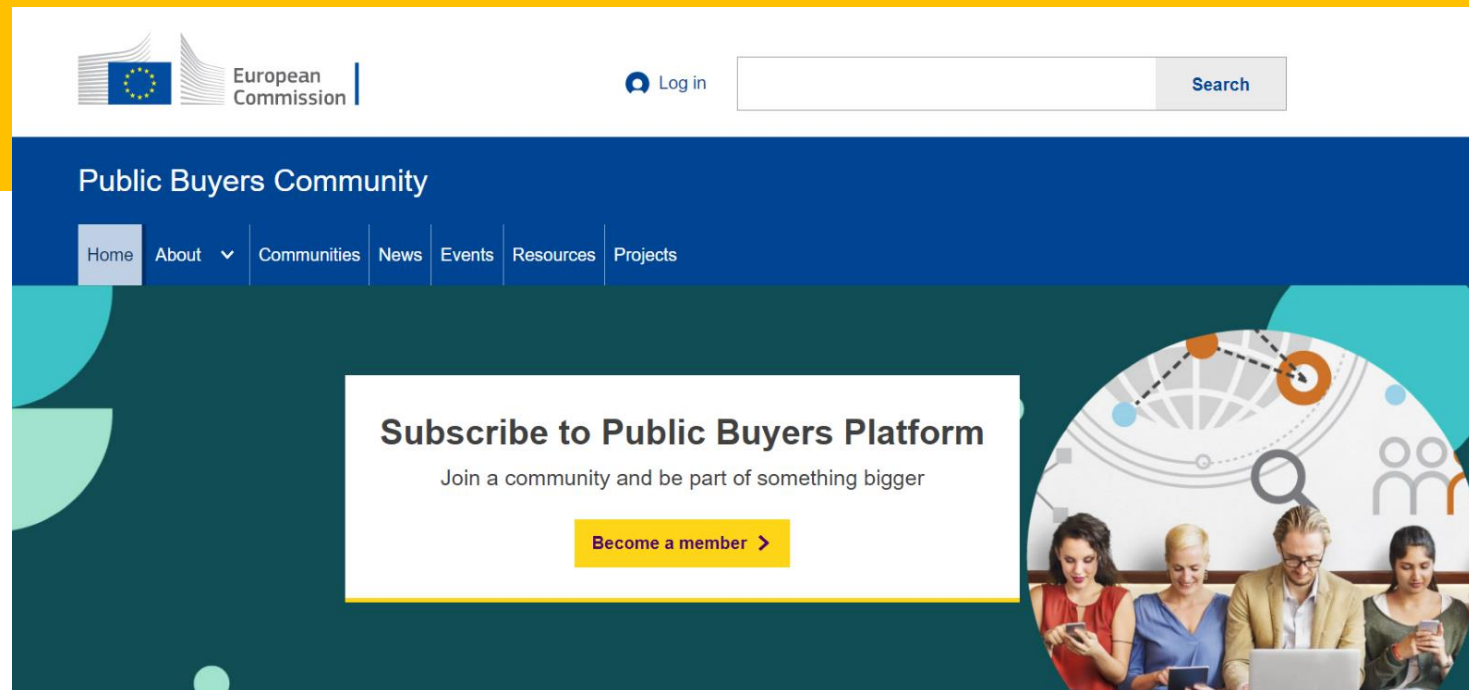 European
Commission
Log in
Search
Public Buyers Community
Home About Communities News Events Resources Projects
Subscribe to Public Buyers Platform
Join a community and be part of something bigger
Become a member